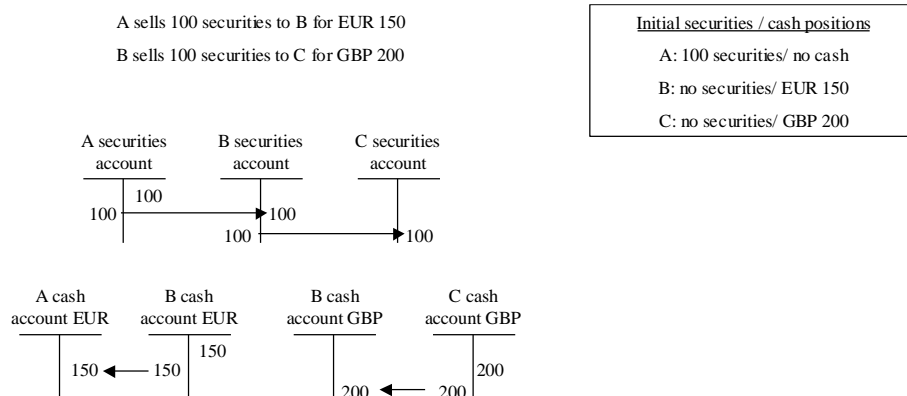 A sells 100 securities to B for EUR 150
B sells 100 securities to C for GBP 200
Initial securities / cash positions
A: 100 securities/ no cash
B: no securities/ EUR 150
C: no securities/ GBP 200
A securities account
B securities account
C securities account
100
100
100
100
100
A cash account EUR
B cash account EUR
B cash account GBP
C cash account GBP
150
150
150
200
200
200